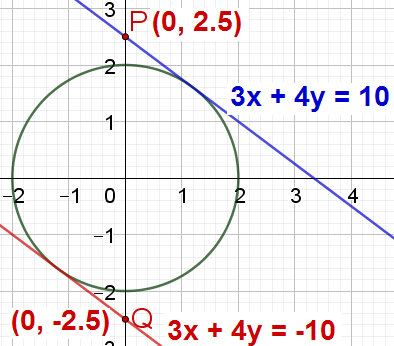 3
P (0, 2.5)
2
3x + 4y = 10
1
−2 −1 0 1 2 3 4
−1
−2
(0, -2.5) Q 3x + 4y = -10